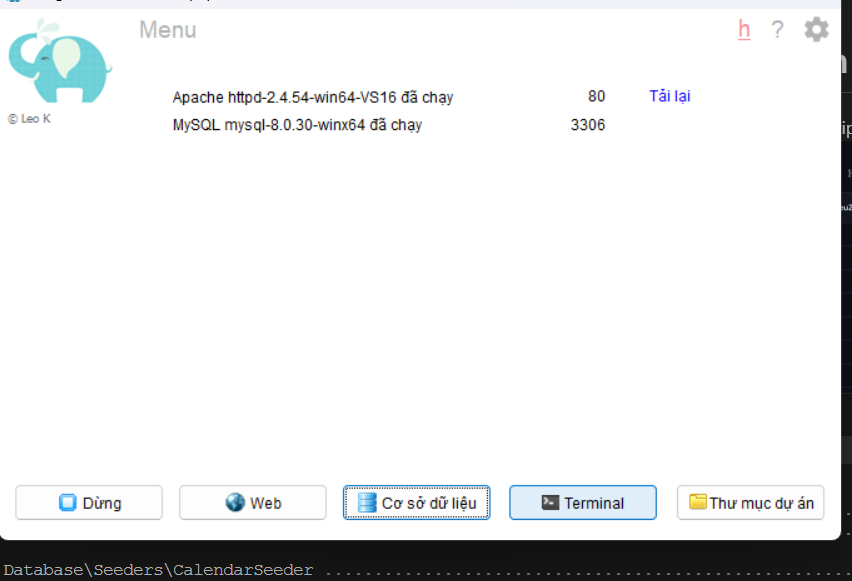 Menu
h ?
© Leo K
Apache httpd-2.4.54-win64-VS16 đã chạy 80 Tải lại
MySQL mysql-8.0.30-winx64 đã chạy 3306
Dừng Web Cơ sở dữ liệu Terminal Thư mục dự án
Database\Seeders\CalendarSeeder ....................................................